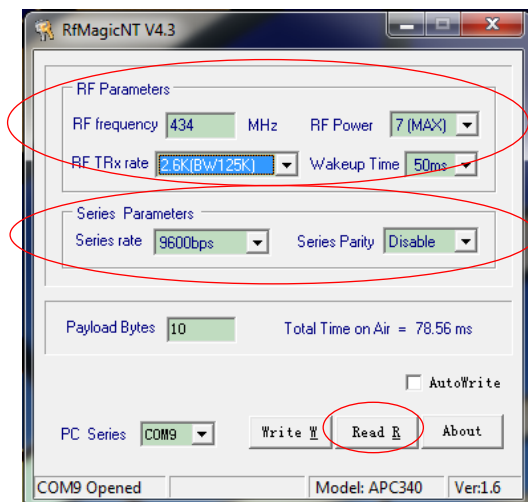 RfMagicNT V4.3
RF Parameters
RF frequency 434 MHz RF Power 7 (MAX)
RF TRx rate 2.6K(BW125K) Wakeup Time 50ms
Series Parameters
Series rate 9600bps Series Parity Disable
Payload Bytes 10 Total Time on Air = 78.56 ms
AutoWrite
PC Series COM9 Write W Read R About
COM9 Opened Model: APC340 Ver:1.6